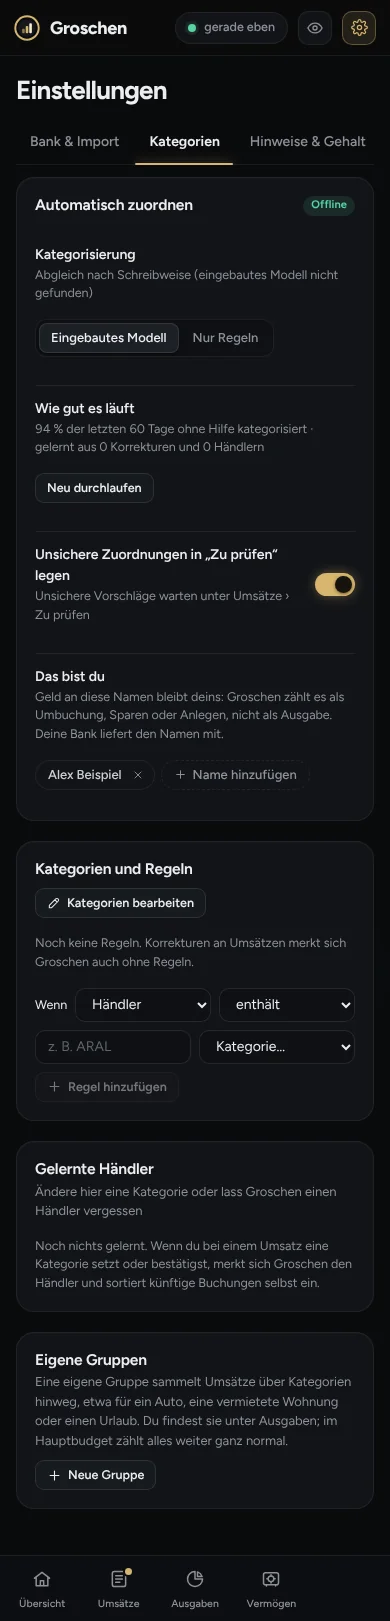 Groschen
gerade eben
Einstellungen
Bank & Import
Kategorien
Hinweise & Gehalt
Automatisch zuordnen
Offline
Kategorisierung
Abgleich nach Schreibweise (eingebautes Modell nicht
gefunden)
Eingebautes Modell
Nur Regeln
Wie gut es läuft
94 % der letzten 60 Tage ohne Hilfe kategorisiert ·
gelernt aus 0 Korrekturen und 0 Händlern
Neu durchlaufen
Unsichere Zuordnungen in „Zu prüfen“
legen
Unsichere Vorschläge warten unter Umsätze ›
Zu prüfen
Das bist du
Geld an diese Namen bleibt deins: Groschen zählt es als
Umbuchung, Sparen oder Anlegen, nicht als Ausgabe.
Deine Bank liefert den Namen mit.
Alex Beispiel ×
+ Name hinzufügen
Kategorien und Regeln
Kategorien bearbeiten
Noch keine Regeln. Korrekturen an Umsätzen merkt sich
Groschen auch ohne Regeln.
Wenn
Händler
enthält
z. B. ARAL
Kategorie…
+ Regel hinzufügen
Gelernte Händler
Ändere hier eine Kategorie oder lass Groschen einen
Händler vergessen
Noch nichts gelernt. Wenn du bei einem Umsatz eine
Kategorie setzt oder bestätigst, merkt sich Groschen den
Händler und sortiert künftige Buchungen selbst ein.
Eigene Gruppen
Eine eigene Gruppe sammelt Umsätze über Kategorien
hinweg, etwa für ein Auto, eine vermietete Wohnung
oder einen Urlaub. Du findest sie unter Ausgaben; im
Hauptbudget zählt alles weiter ganz normal.
+ Neue Gruppe
Übersicht
Umsätze
Ausgaben
Vermögen